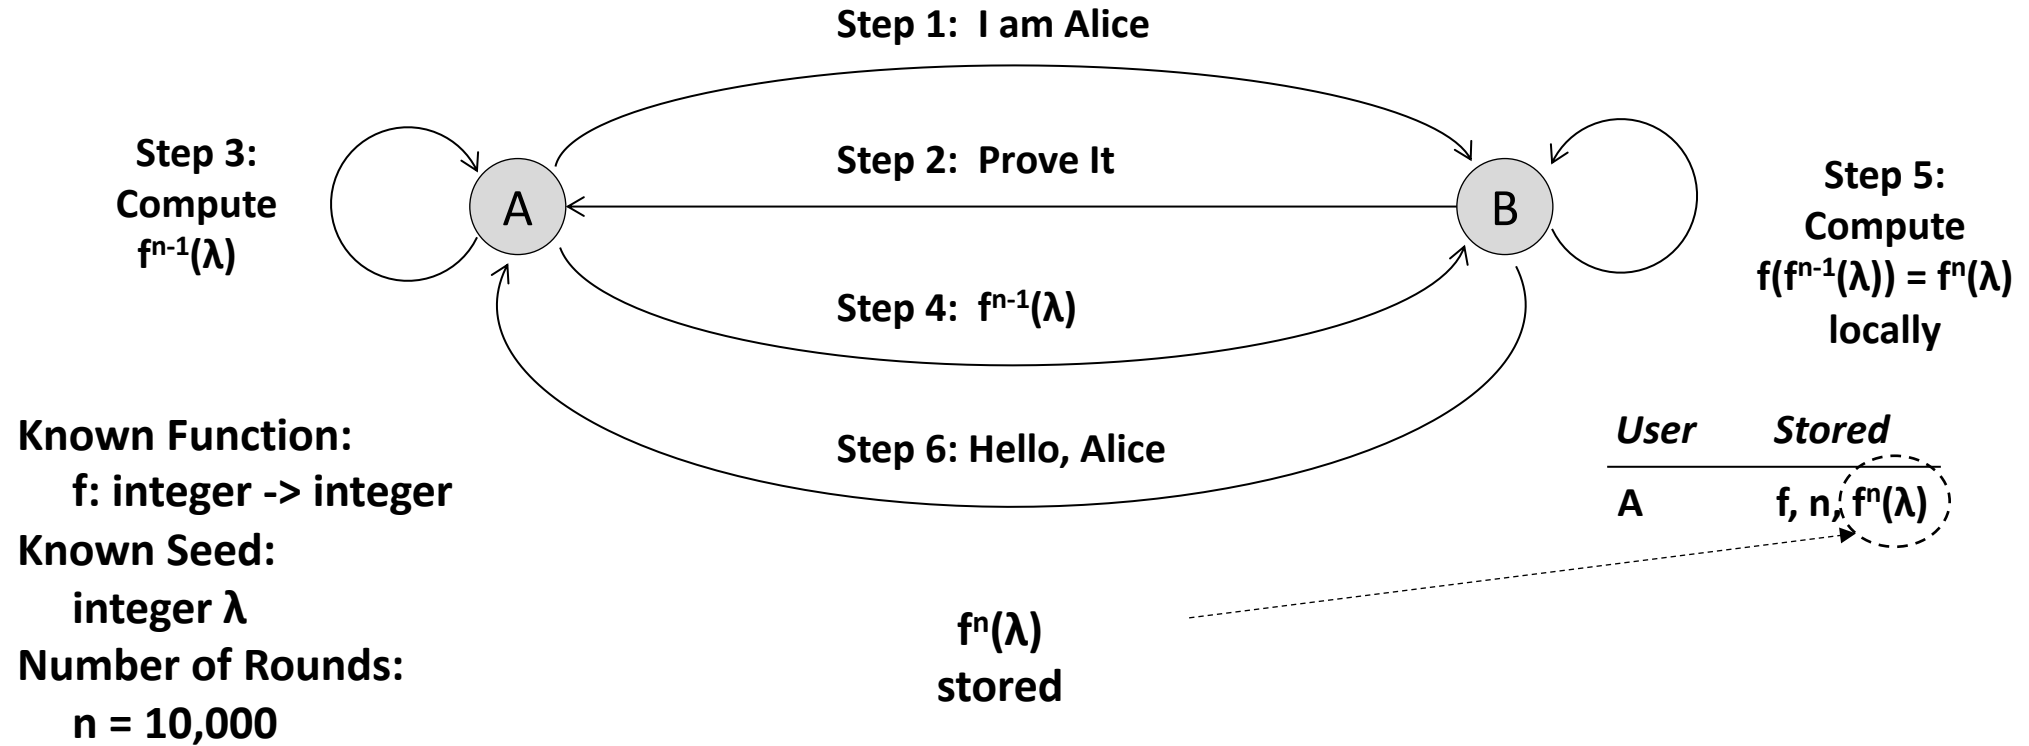 Step 1:  I am Alice
Step 2:  Prove It
Step 3:
Compute
fⁿ⁻¹(λ)
A
B
Step 5:
Compute
f(fⁿ⁻¹(λ)) = fⁿ(λ)
locally
Step 4:  fⁿ⁻¹(λ)
Step 6: Hello, Alice
Known Function:
f: integer -> integer
Known Seed:
integer λ
Number of Rounds:
n = 10,000
User Stored
A f, n, fⁿ(λ)
fⁿ(λ)
stored